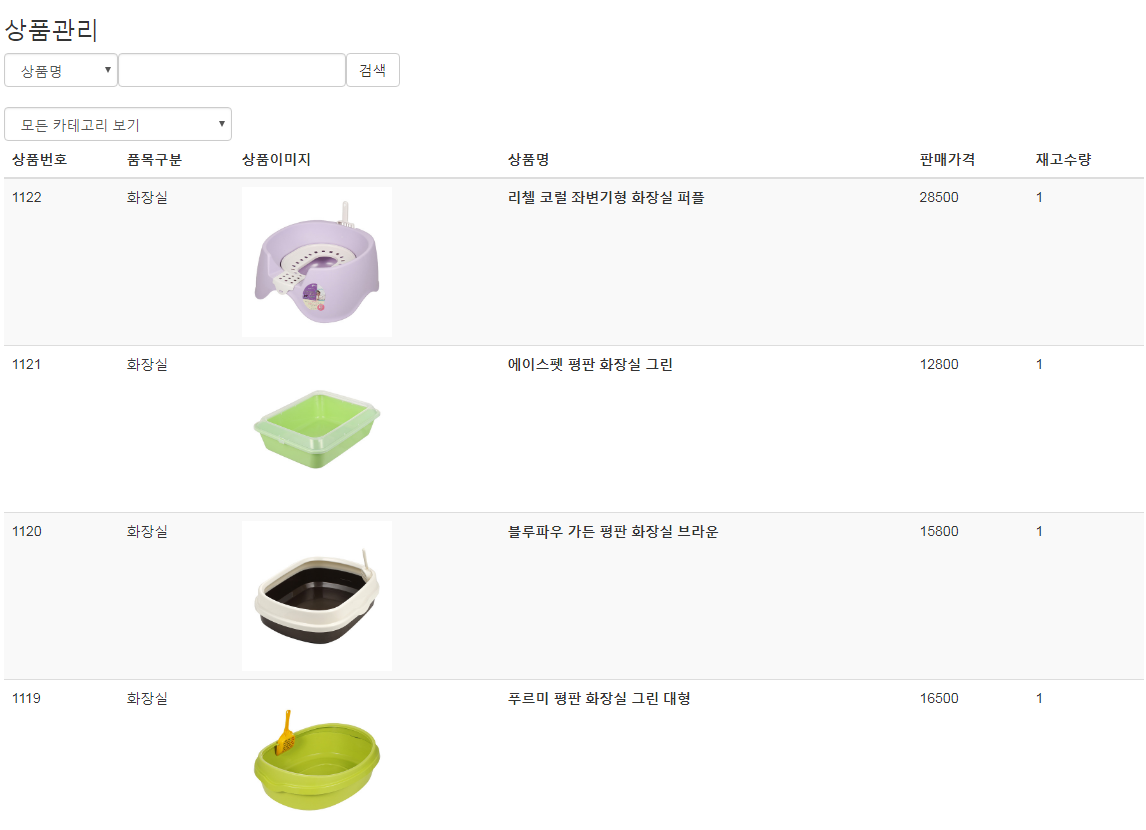 상품관리
상품명 검색
모든 카테고리 보기
상품번호 품목구분 상품이미지 상품명 판매가격 재고수량
1122 화장실 리첼 코럴 좌변기형 화장실 퍼플 28500 1
1121 화장실 에이스펫 평판 화장실 그린 12800 1
1120 화장실 블루파우 가든 평판 화장실 브라운 15800 1
1119 화장실 푸르미 평판 화장실 그린 대형 16500 1